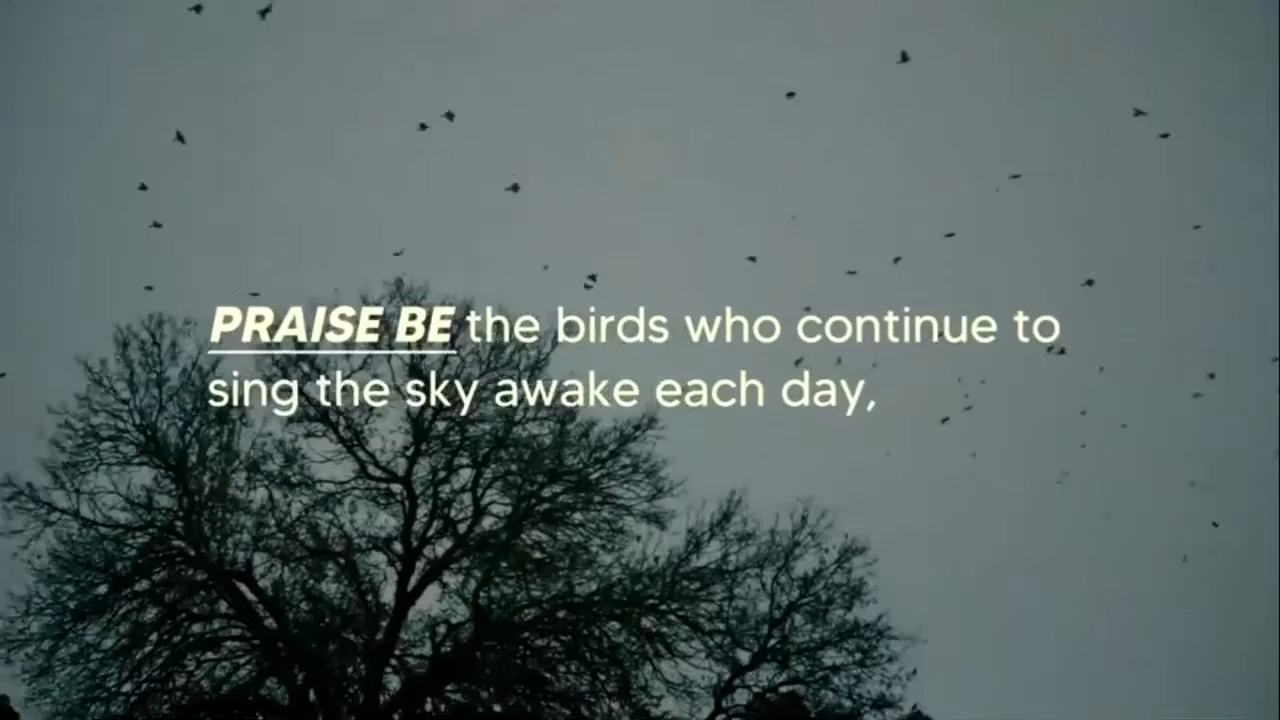 PRAISE BE the birds who continue to
sing the sky awake each day,